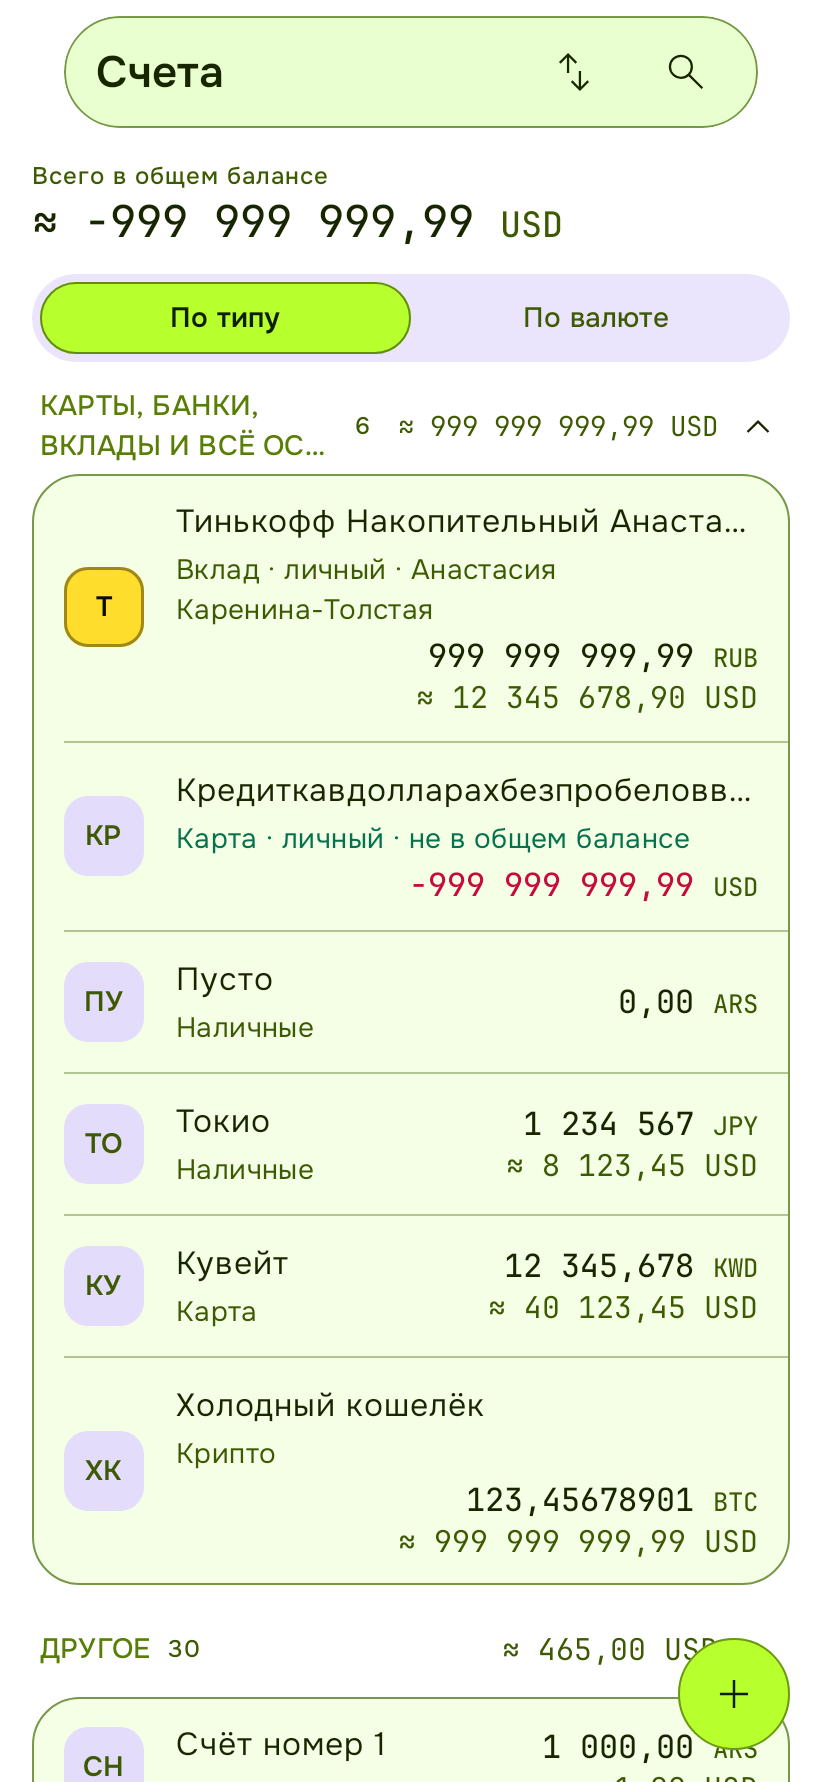 Счета
Всего в общем балансе
≈ -999 999 999,99 USD
По типу
По валюте
КАРТЫ, БАНКИ,
ВКЛАДЫ И ВСЁ ОС...
6 ≈ 999 999 999,99 USD
Тинькофф Накопительный Анаста...
Т
Вклад · личный · Анастасия
Каренина-Толстая
999 999 999,99 RUB
≈ 12 345 678,90 USD
Кредиткавдолларахбезпробеловв...
КР
Карта · личный · не в общем балансе
-999 999 999,99 USD
ПУ
Пусто
Наличные
0,00 ARS
ТО
Токио
Наличные
1 234 567 JPY
≈ 8 123,45 USD
КУ
Кувейт
Карта
12 345,678 KWD
≈ 40 123,45 USD
Холодный кошелёк
Крипто
ХК
123,45678901 BTC
≈ 999 999 999,99 USD
ДРУГОЕ 30
≈ 465,00 USD
СН
Счёт номер 1
1 000,00 ARS